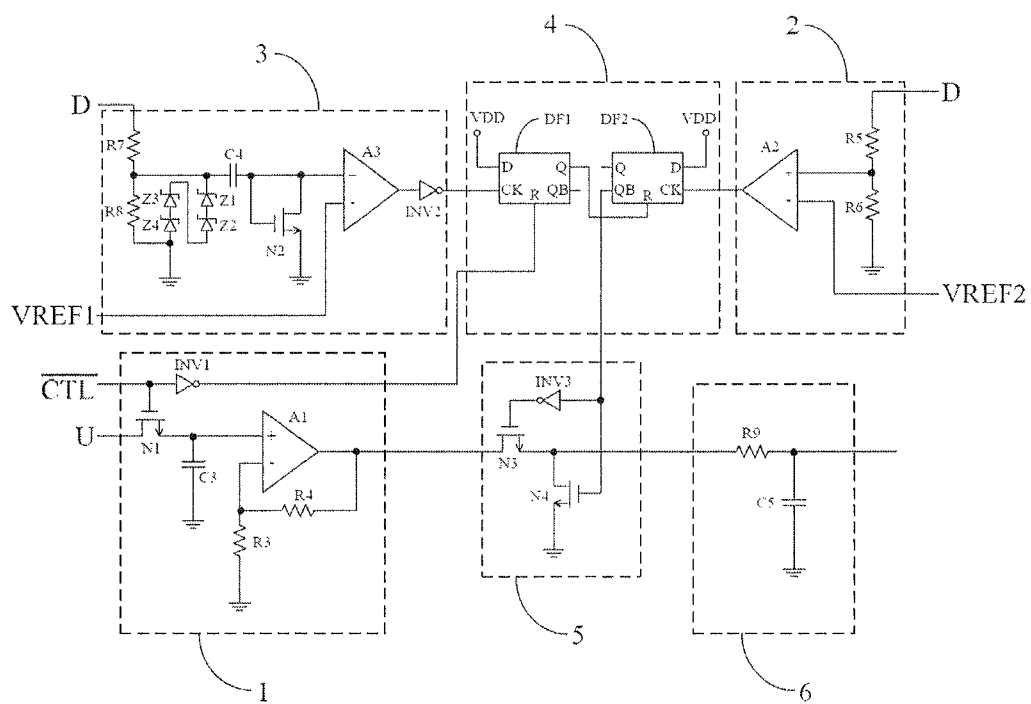 4
2
3
D
D
VDD
DF1
DF2
VDD
R7
C4
A3
D
Q
Q
D
A2
R5
CK
QB
QB
CK
R
R
INV2
R8
Z3
Z1
Z4
Z2
N2
R6
+
-
VREF1
VREF2
CTL
INV1
INV3
U
N1
A1
+
-
C3
R4
R3
N3
N4
R9
C5
5
1
6